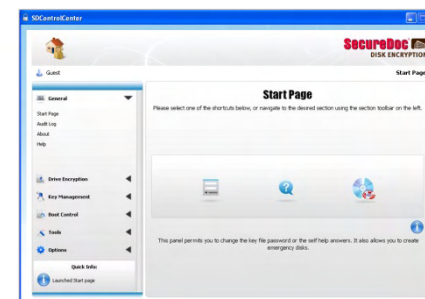 SDControlCenter
SecureDoc
DISK ENCRYPTION
Guest
Start Page
General
Start Page
Audit Log
About
Help
Drive Encryption
Key Management
Boot Control
Tools
Options
Quick Info:
Launched Start page
Start Page
Please select one of the shortcuts below, or navigate to the desired section using the section toolbar on the left.
This panel permits you to change the key file password or the self help answers. It also allows you to create
emergency disks.